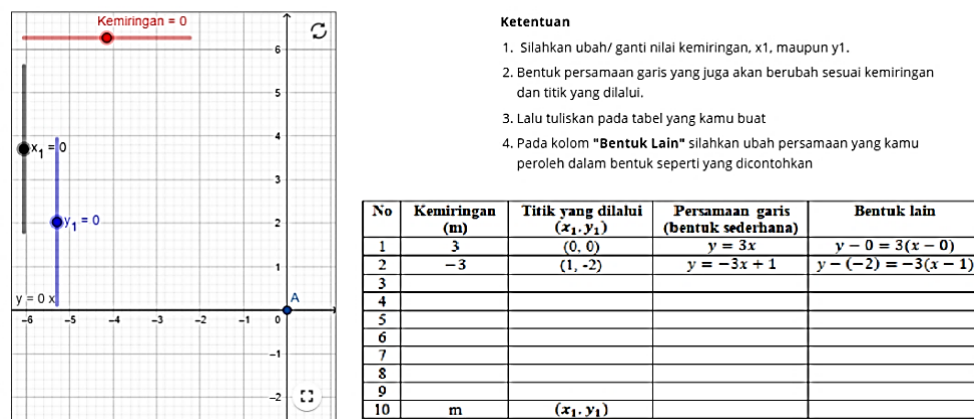 Kemiringan = 0
x₁ = 0
y₁ = 0
y = 0 x
A
6
5
4
3
2
1
0
-1
-2
-6 -5 -4 -3 -2 -1
Ketentuan
1. Silahkan ubah/ ganti nilai kemiringan, x1, maupun y1.
2. Bentuk persamaan garis yang juga akan berubah sesuai kemiringan
dan titik yang dilalui.
3. Lalu tuliskan pada tabel yang kamu buat
4. Pada kolom "Bentuk Lain" silahkan ubah persamaan yang kamu
peroleh dalam bentuk seperti yang dicontohkan
No Kemiringan (m) Titik yang dilalui (x₁, y₁) Persamaan garis (bentuk sederhana) Bentuk lain
1 3 (0, 0) y = 3x y − 0 = 3(x − 0)
2 −3 (1, -2) y = −3x + 1 y − (−2) = −3(x − 1)
3
4
5
6
7
8
9
10 m (x₁, y₁)